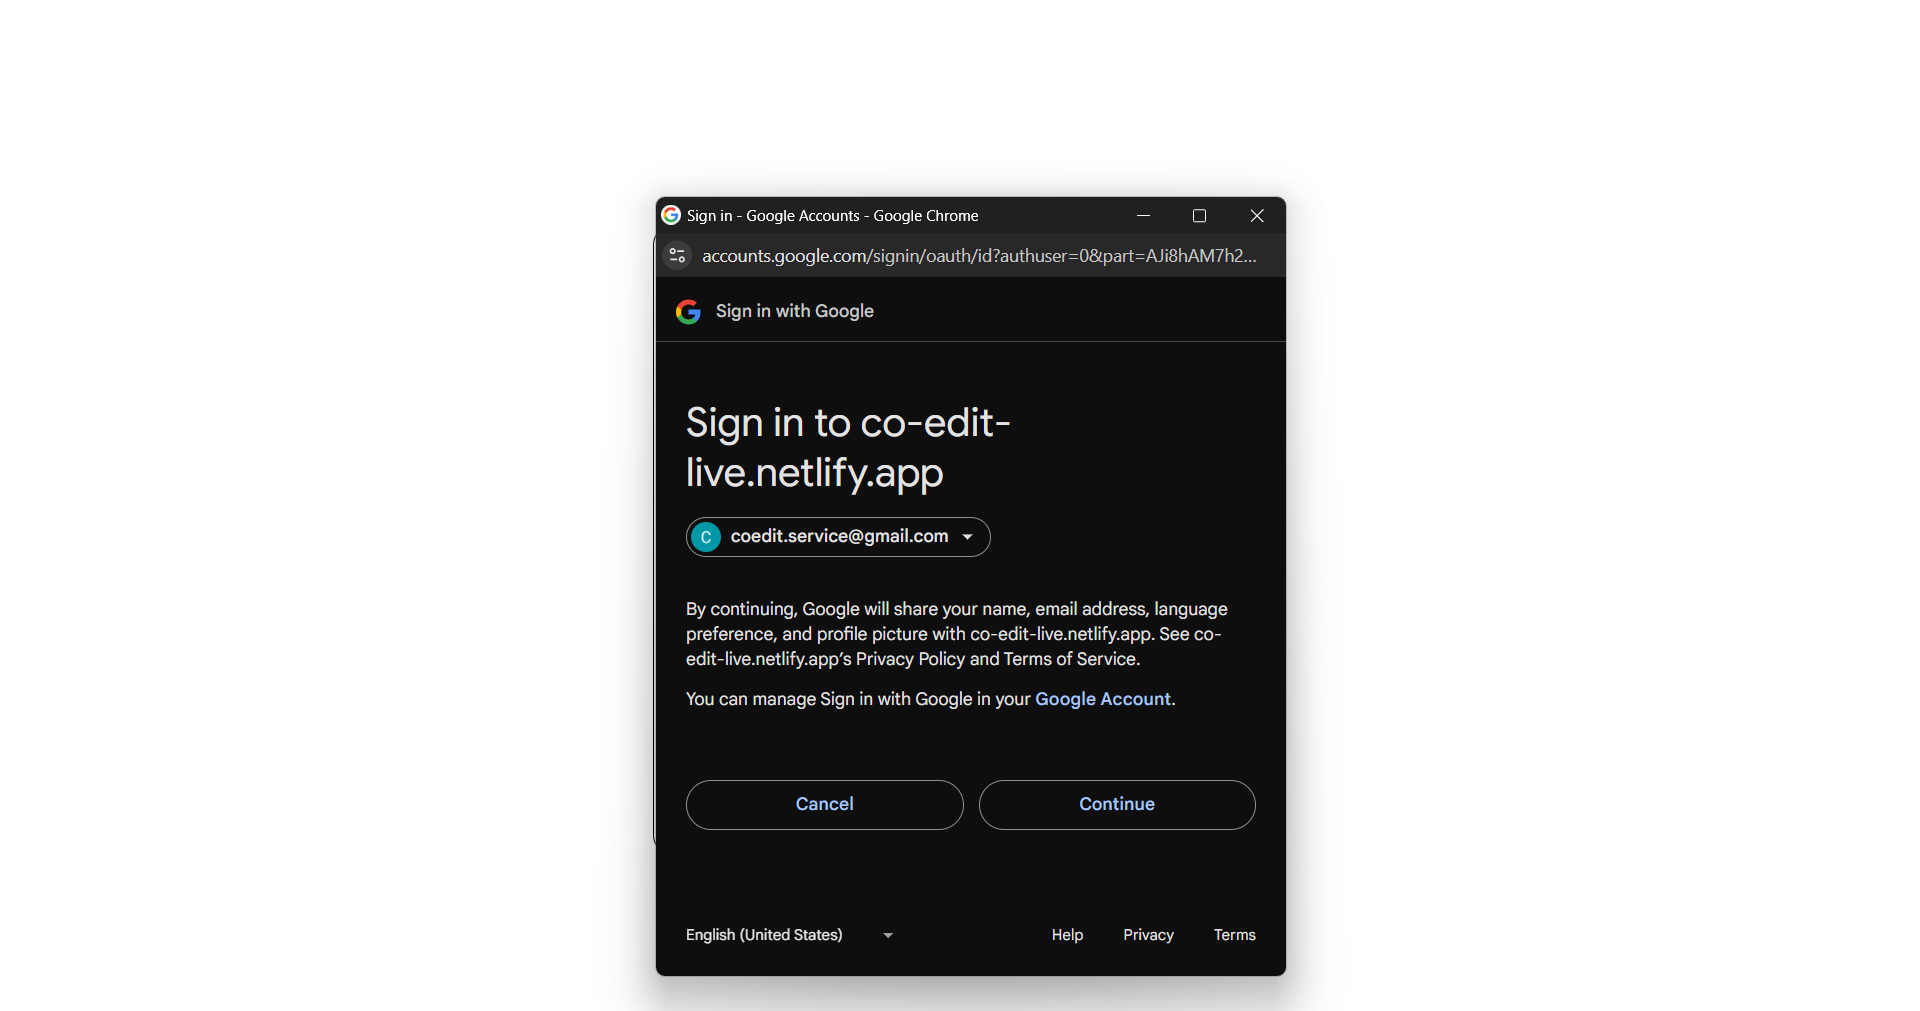 Sign in - Google Accounts - Google Chrome
accounts.google.com/signin/oauth/id?authuser=0&part=AJi8hAM7h2...
Sign in with Google
Sign in to co-edit-
live.netlify.app
C coedit.service@gmail.com
By continuing, Google will share your name, email address, language
preference, and profile picture with co-edit-live.netlify.app. See co-
edit-live.netlify.app’s Privacy Policy and Terms of Service.
You can manage Sign in with Google in your Google Account.
Cancel Continue
English (United States) Help Privacy Terms